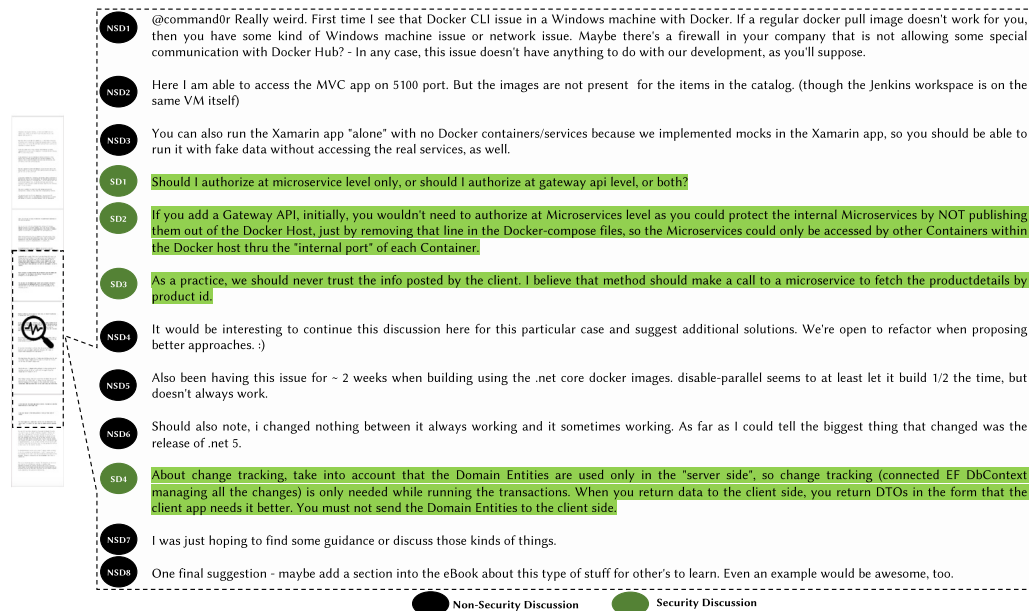 NSD1
@command0r Really weird. First time I see that Docker CLI issue in a Windows machine with Docker. If a regular docker pull image doesn't work for you,
then you have some kind of Windows machine issue or network issue. Maybe there's a firewall in your company that is not allowing some special
communication with Docker Hub? - In any case, this issue doesn't have anything to do with our development, as you'll suppose.
NSD2
Here I am able to access the MVC app on 5100 port. But the images are not present for the items in the catalog. (though the Jenkins workspace is on the
same VM itself)
NSD3
You can also run the Xamarin app "alone" with no Docker containers/services because we implemented mocks in the Xamarin app, so you should be able to
run it with fake data without accessing the real services, as well.
SD1
Should I authorize at microservice level only, or should I authorize at gateway api level, or both?
SD2
If you add a Gateway API, initially, you wouldn't need to authorize at Microservices level as you could protect the internal Microservices by NOT publishing
them out of the Docker Host, just by removing that line in the Docker-compose files, so the Microservices could only be accessed by other Containers within
the Docker host thru the "internal port" of each Container.
SD3
As a practice, we should never trust the info posted by the client. I believe that method should make a call to a microservice to fetch the productdetails by
product id.
NSD4
It would be interesting to continue this discussion here for this particular case and suggest additional solutions. We're open to refactor when proposing
better approaches. :)
NSD5
Also been having this issue for ~ 2 weeks when building using the .net core docker images. disable-parallel seems to at least let it build 1/2 the time, but
doesn't always work.
NSD6
Should also note, i changed nothing between it always working and it sometimes working. As far as I could tell the biggest thing that changed was the
release of .net 5.
SD4
About change tracking, take into account that the Domain Entities are used only in the "server side", so change tracking (connected EF DbContext
managing all the changes) is only needed while running the transactions. When you return data to the client side, you return DTOs in the form that the
client app needs it better. You must not send the Domain Entities to the client side.
NSD7
I was just hoping to find some guidance or discuss those kinds of things.
NSD8
One final suggestion - maybe add a section into the eBook about this type of stuff for other's to learn. Even an example would be awesome, too.
Non-Security Discussion
Security Discussion